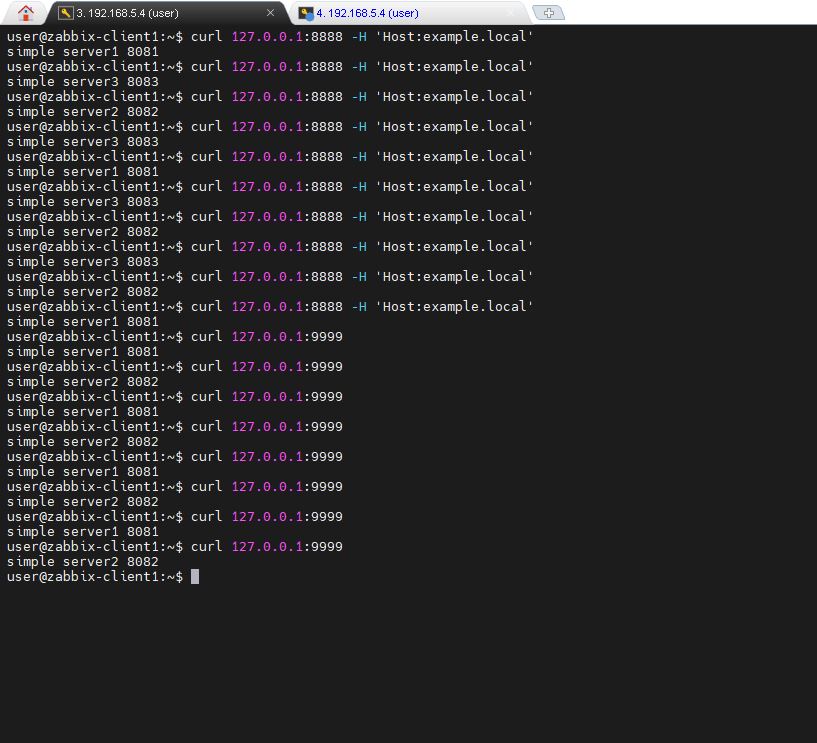 3. 192.168.5.4 (user)
4. 192.168.5.4 (user)
user@zabbix-client1:~$ curl 127.0.0.1:8888 -H 'Host:example.local'
simple server1 8081
user@zabbix-client1:~$ curl 127.0.0.1:8888 -H 'Host:example.local'
simple server3 8083
user@zabbix-client1:~$ curl 127.0.0.1:8888 -H 'Host:example.local'
simple server2 8082
user@zabbix-client1:~$ curl 127.0.0.1:8888 -H 'Host:example.local'
simple server3 8083
user@zabbix-client1:~$ curl 127.0.0.1:8888 -H 'Host:example.local'
simple server1 8081
user@zabbix-client1:~$ curl 127.0.0.1:8888 -H 'Host:example.local'
simple server3 8083
user@zabbix-client1:~$ curl 127.0.0.1:8888 -H 'Host:example.local'
simple server2 8082
user@zabbix-client1:~$ curl 127.0.0.1:8888 -H 'Host:example.local'
simple server3 8083
user@zabbix-client1:~$ curl 127.0.0.1:8888 -H 'Host:example.local'
simple server2 8082
user@zabbix-client1:~$ curl 127.0.0.1:8888 -H 'Host:example.local'
simple server1 8081
user@zabbix-client1:~$ curl 127.0.0.1:9999
simple server1 8081
user@zabbix-client1:~$ curl 127.0.0.1:9999
simple server2 8082
user@zabbix-client1:~$ curl 127.0.0.1:9999
simple server1 8081
user@zabbix-client1:~$ curl 127.0.0.1:9999
simple server2 8082
user@zabbix-client1:~$ curl 127.0.0.1:9999
simple server1 8081
user@zabbix-client1:~$ curl 127.0.0.1:9999
simple server2 8082
user@zabbix-client1:~$ curl 127.0.0.1:9999
simple server1 8081
user@zabbix-client1:~$ curl 127.0.0.1:9999
simple server2 8082
user@zabbix-client1:~$